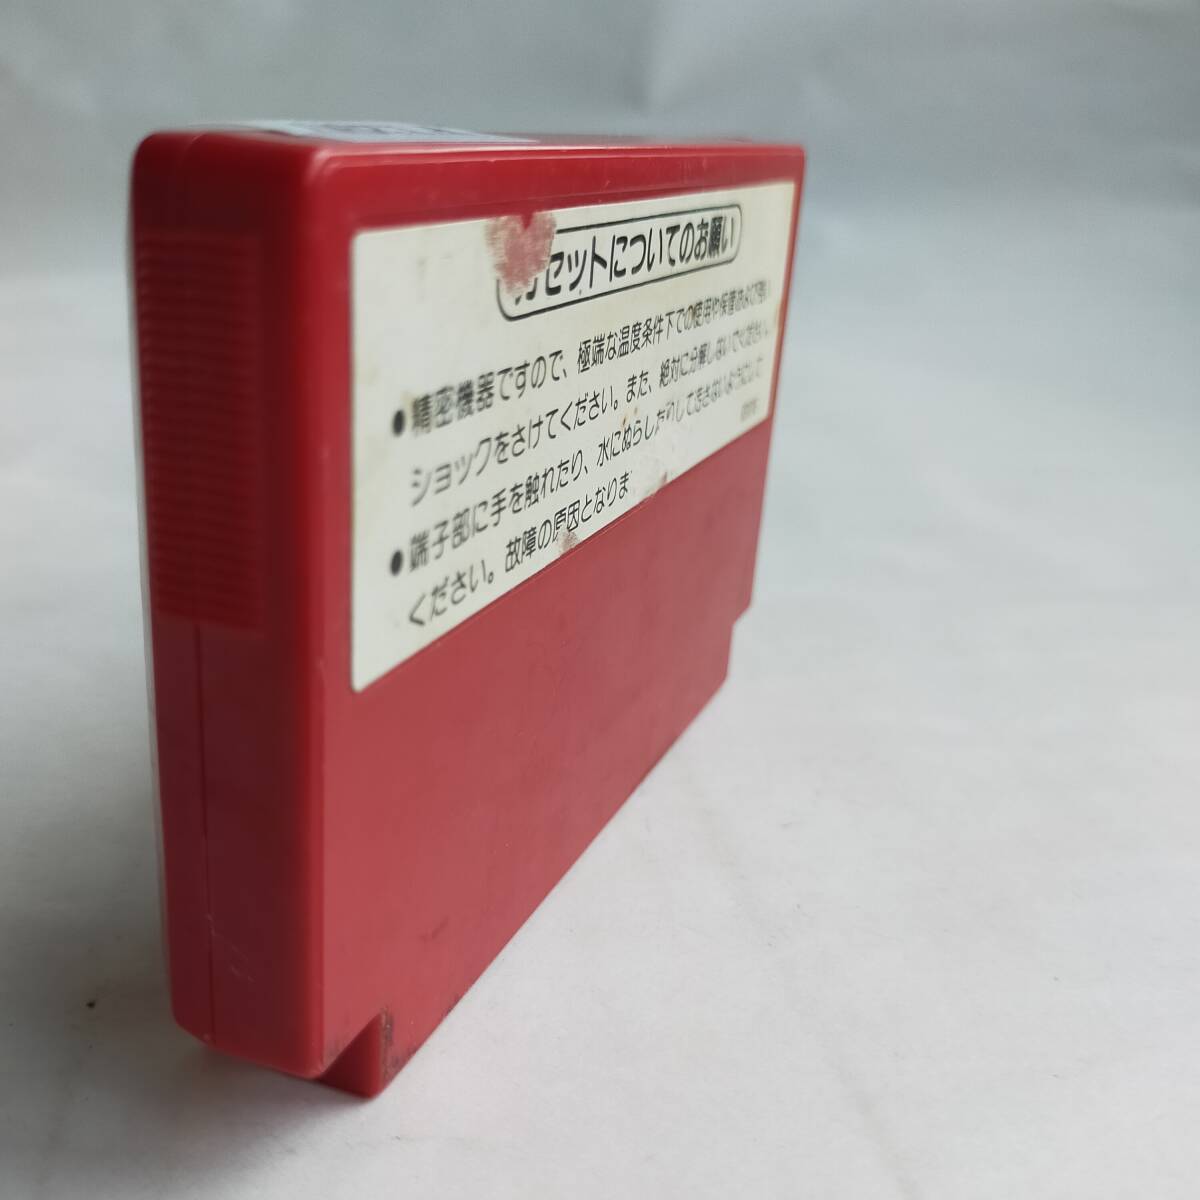 カセットについてのお願い
●精密機器ですので、極端な温度条件下での使用や保管および強い
ショックをさけてください。また、絶対に分解しないでください。
●端子部に手を触れたり、水にぬらしたりして汚さないようにして
ください。故障の原因となりま